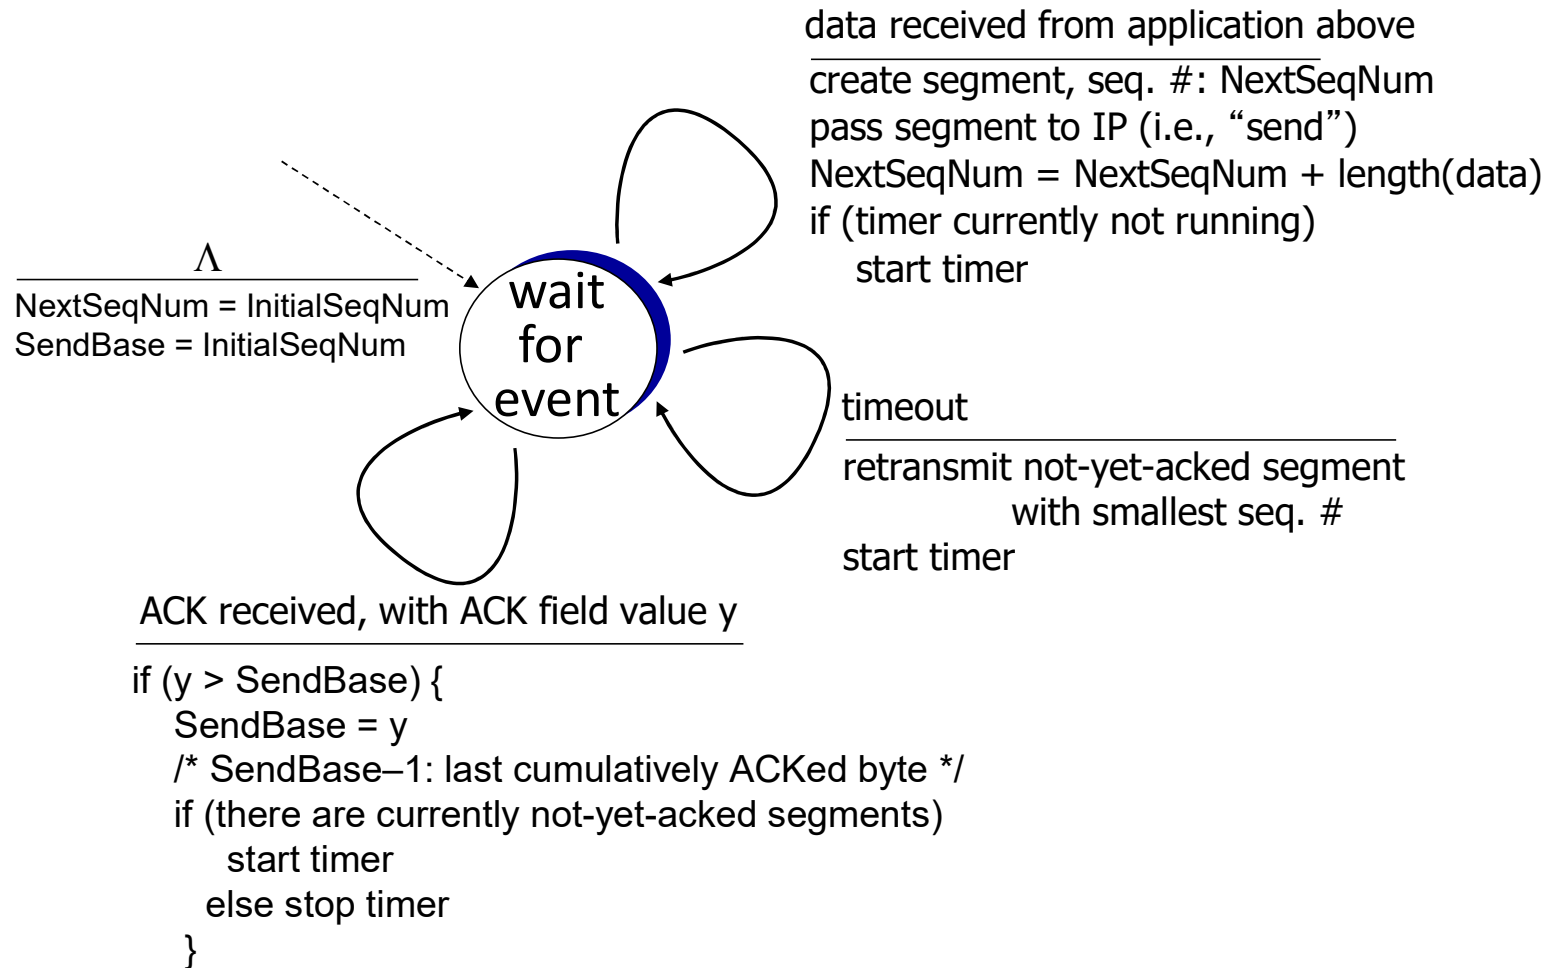 data received from application above
create segment, seq. #: NextSeqNum
pass segment to IP (i.e., “send”)
NextSeqNum = NextSeqNum + length(data)
if (timer currently not running)
start timer
Λ
NextSeqNum = InitialSeqNum
SendBase = InitialSeqNum
wait
for
event
timeout
retransmit not-yet-acked segment
with smallest seq. #
start timer
ACK received, with ACK field value y
if (y > SendBase) {
SendBase = y
/* SendBase–1: last cumulatively ACKed byte */
if (there are currently not-yet-acked segments)
start timer
else stop timer
}